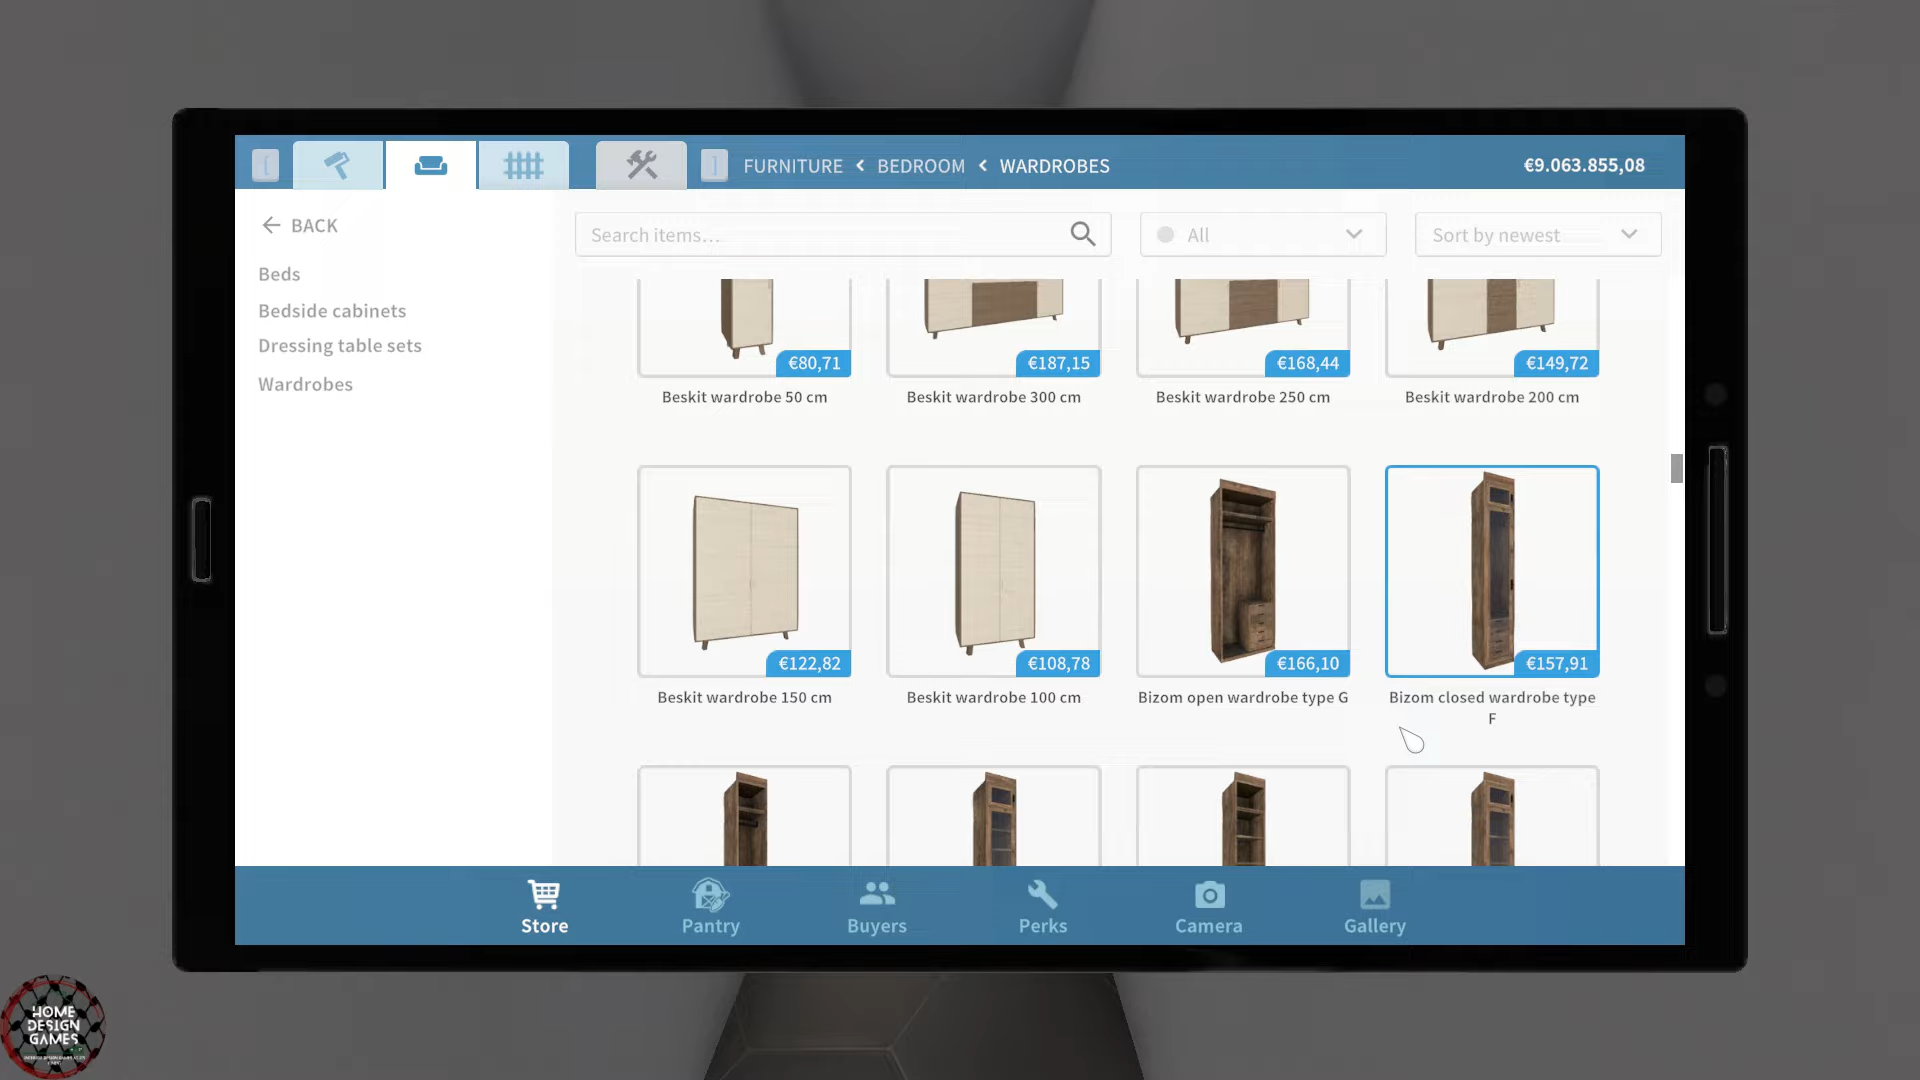 FURNITURE < BEDROOM < WARDROBES
€9.063.855,08
BACK
Beds
Bedside cabinets
Dressing table sets
Wardrobes
Search items...
All
Sort by newest
€80,71
€187,15
€168,44
€149,72
Beskit wardrobe 50 cm
Beskit wardrobe 300 cm
Beskit wardrobe 250 cm
Beskit wardrobe 200 cm
€122,82
€108,78
€166,10
€157,91
Beskit wardrobe 150 cm
Beskit wardrobe 100 cm
Bizom open wardrobe type G
Bizom closed wardrobe type
F
Store
Pantry
Buyers
Perks
Camera
Gallery
HOME
DESIGN
GAMES